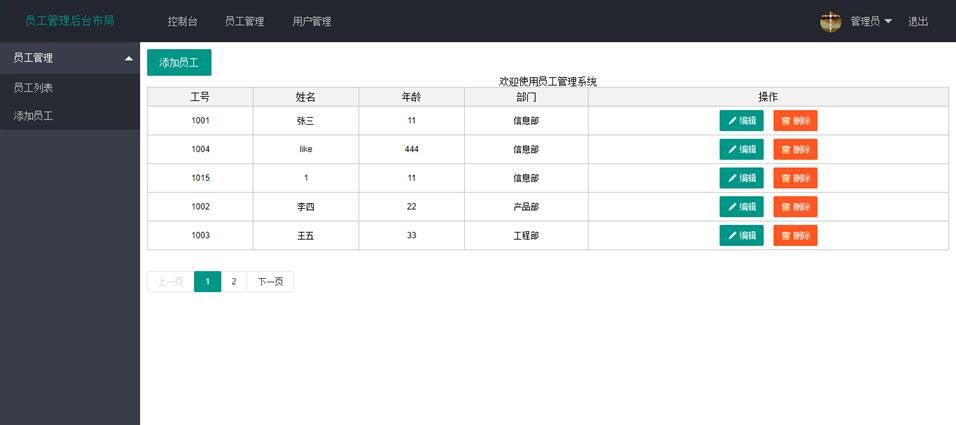 员工管理后台布局 控制台 员工管理 用户管理 管理员 退出
员工管理
员工列表
添加员工
添加员工
欢迎使用员工管理系统
工号 姓名 年龄 部门 操作
1001 张三 11 信息部 编辑 删除
1004 like 444 信息部 编辑 删除
1015 1 11 信息部 编辑 删除
1002 李四 22 产品部 编辑 删除
1003 王五 33 工程部 编辑 删除
上一页 1 2 下一页